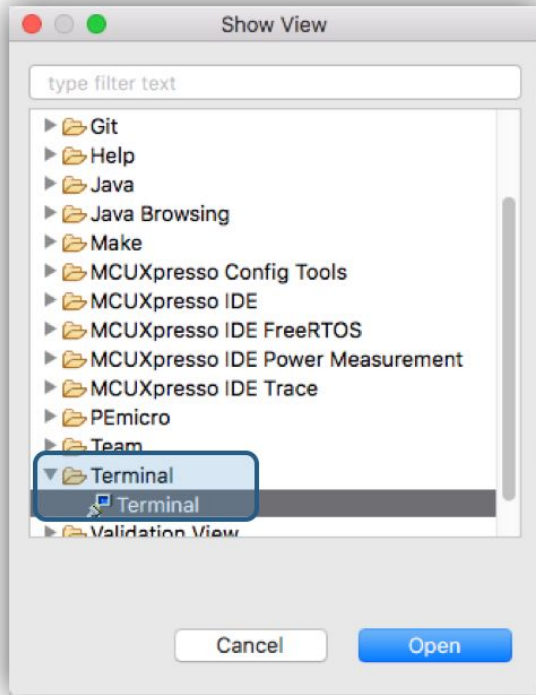 Show View
type filter text
Git
Help
Java
Java Browsing
Make
MCUXpresso Config Tools
MCUXpresso IDE
MCUXpresso IDE FreeRTOS
MCUXpresso IDE Power Measurement
MCUXpresso IDE Trace
PEmicro
Team
Terminal
Terminal
Validation View
Cancel Open